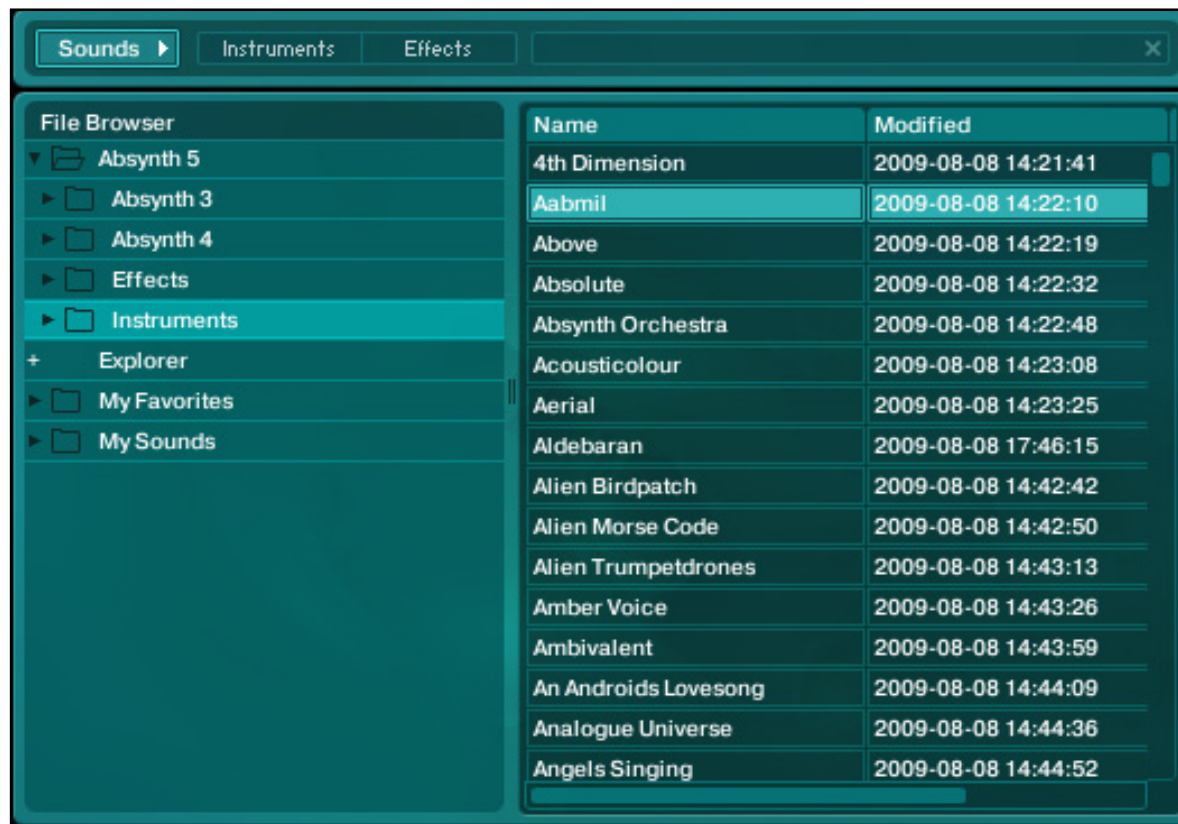 Sounds Instruments Effects
File Browser
Absynth 5
Absynth 3
Absynth 4
Effects
Instruments
Explorer
My Favorites
My Sounds
Name Modified
4th Dimension 2009-08-08 14:21:41
Aabmil 2009-08-08 14:22:10
Above 2009-08-08 14:22:19
Absolute 2009-08-08 14:22:32
Absynth Orchestra 2009-08-08 14:22:48
Acousticolour 2009-08-08 14:23:08
Aerial 2009-08-08 14:23:25
Aldebaran 2009-08-08 17:46:15
Alien Birdpatch 2009-08-08 14:42:42
Alien Morse Code 2009-08-08 14:42:50
Alien Trumpetdrones 2009-08-08 14:43:13
Amber Voice 2009-08-08 14:43:26
Ambivalent 2009-08-08 14:43:59
An Androids Lovesong 2009-08-08 14:44:09
Analogue Universe 2009-08-08 14:44:36
Angels Singing 2009-08-08 14:44:52